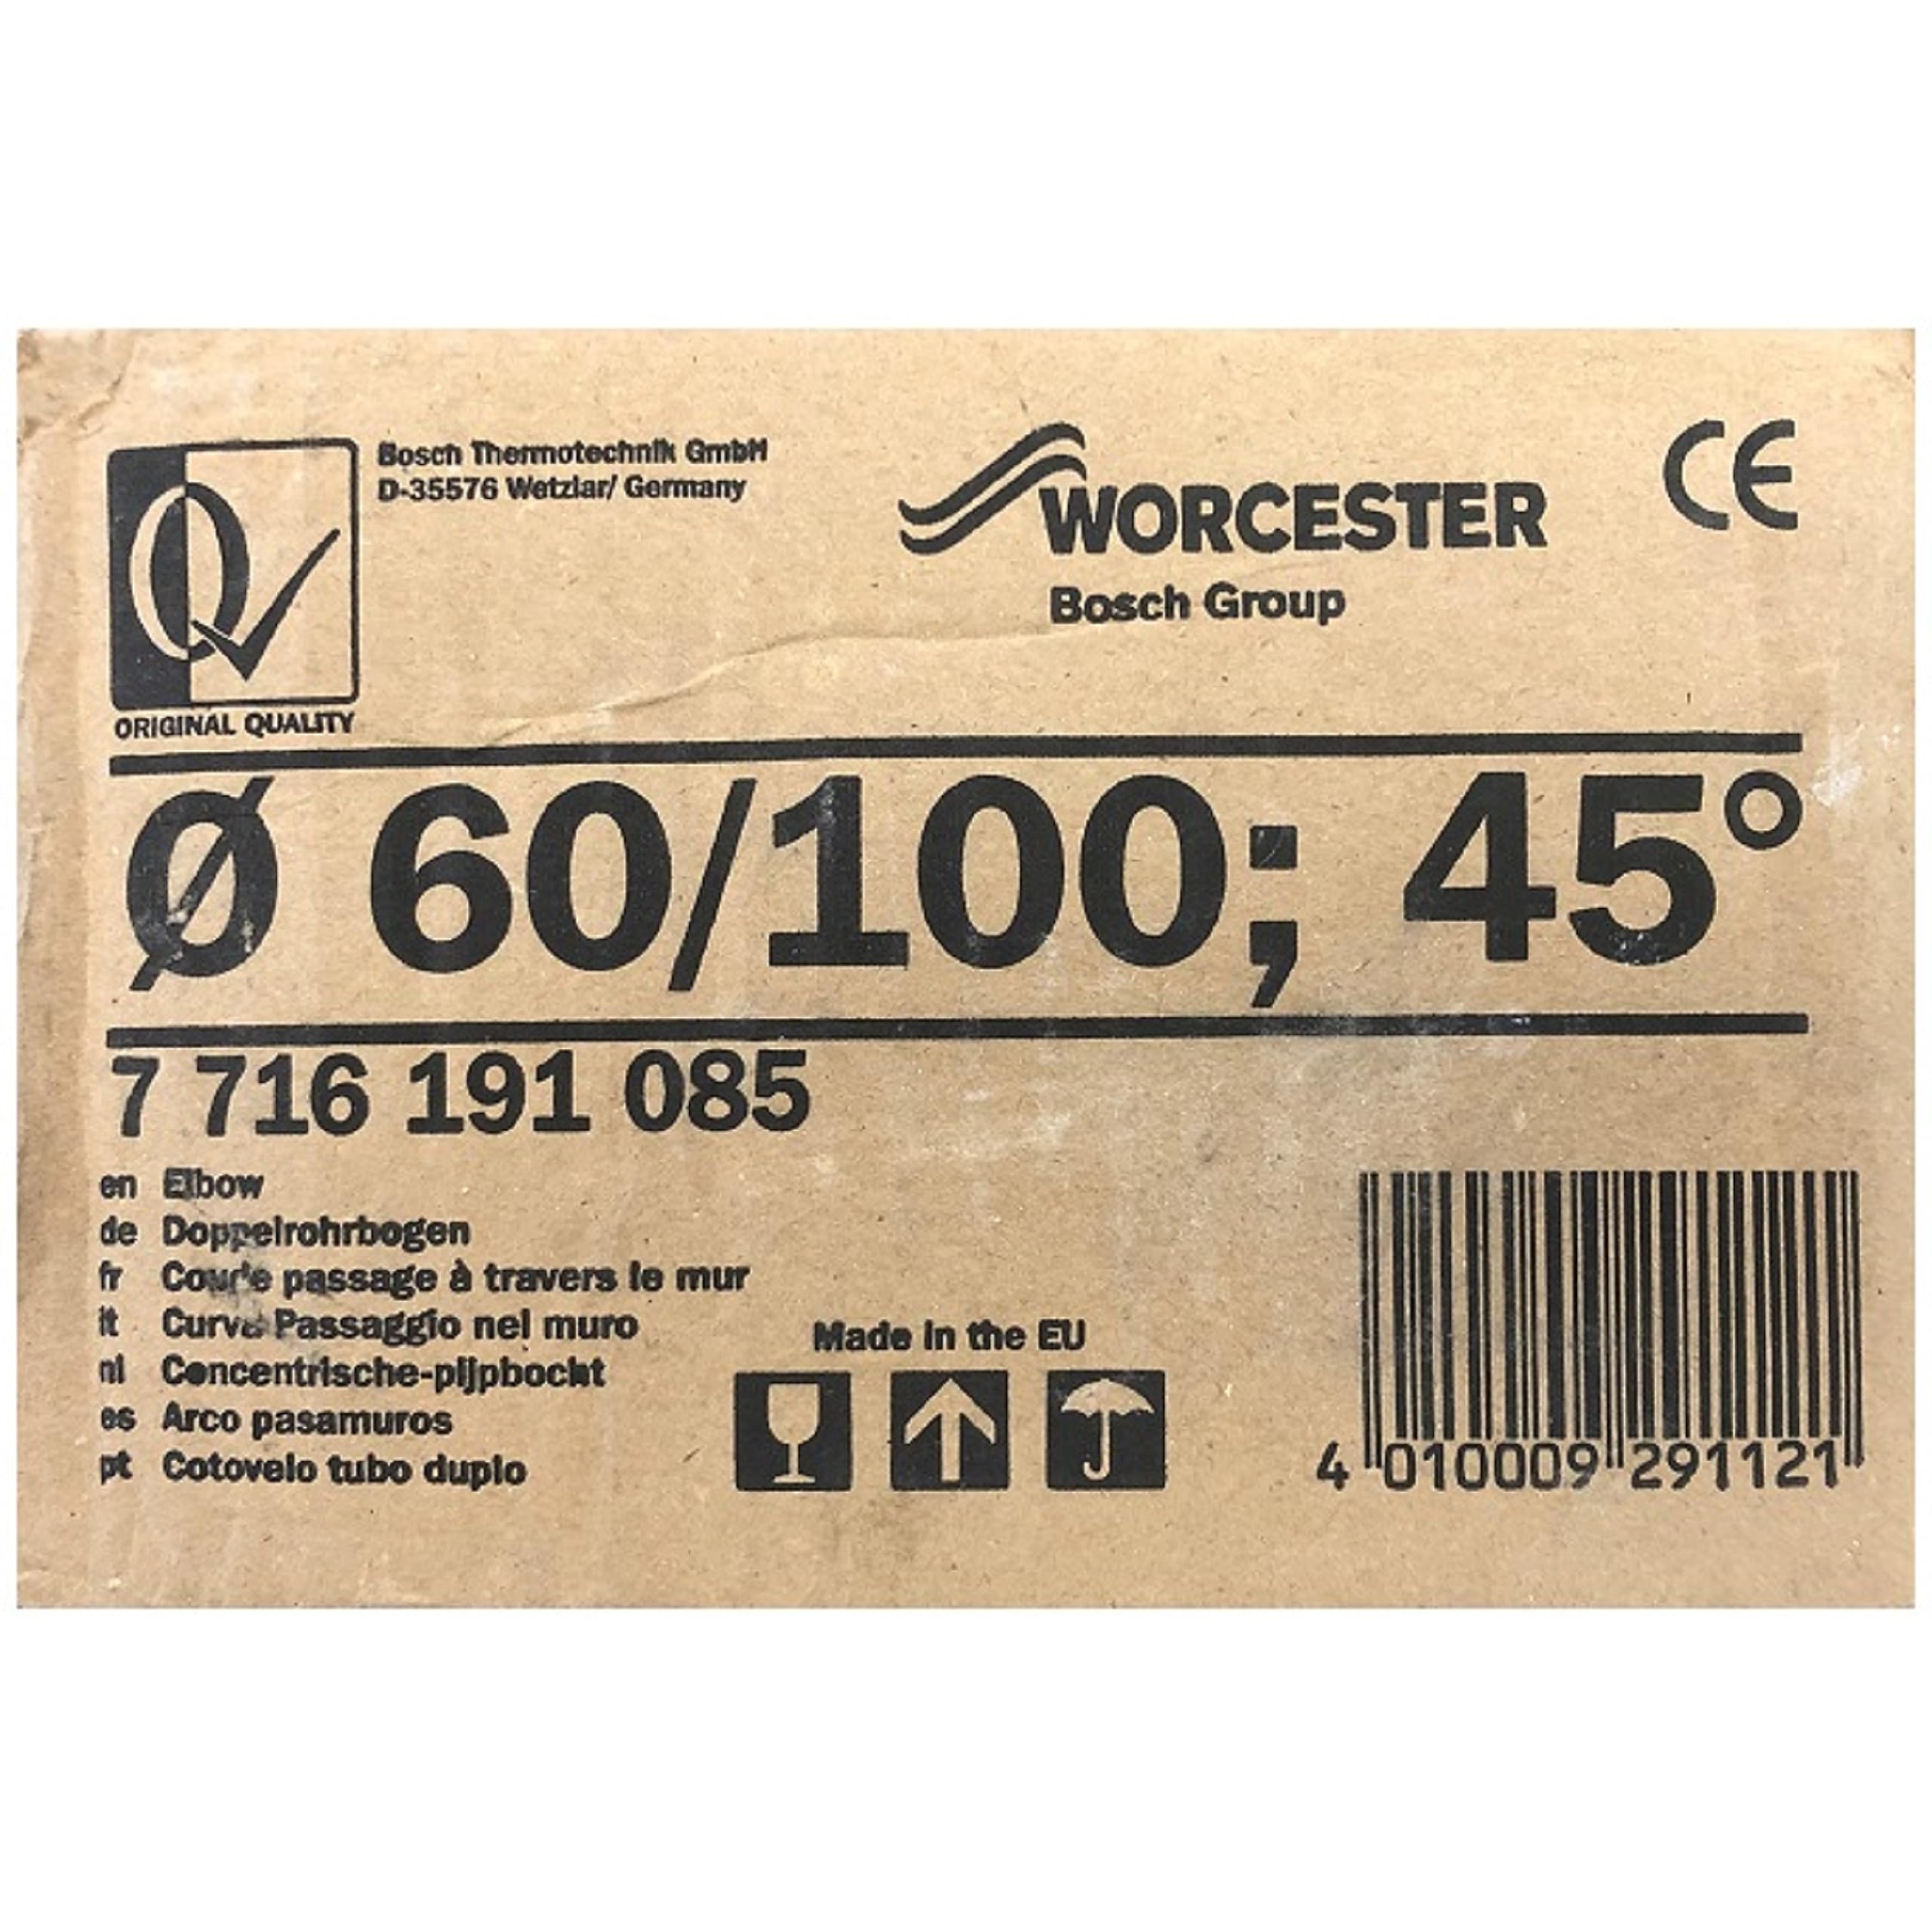 Bosch Thermotechnik GmbH
D-35576 Wetzlar/ Germany
WORCESTER
Bosch Group
CE
Q
ORIGINAL QUALITY
Ø 60/100; 45°
7 716 191 085
en Elbow
de Doppelrohrbogen
fr Coude passage à travers le mur
it Curva Passaggio nel muro
nl Concentrische-pijpbocht
es Arco pasamuros
pt Cotovelo tubo duplo
Made in the EU
4 010009 291121